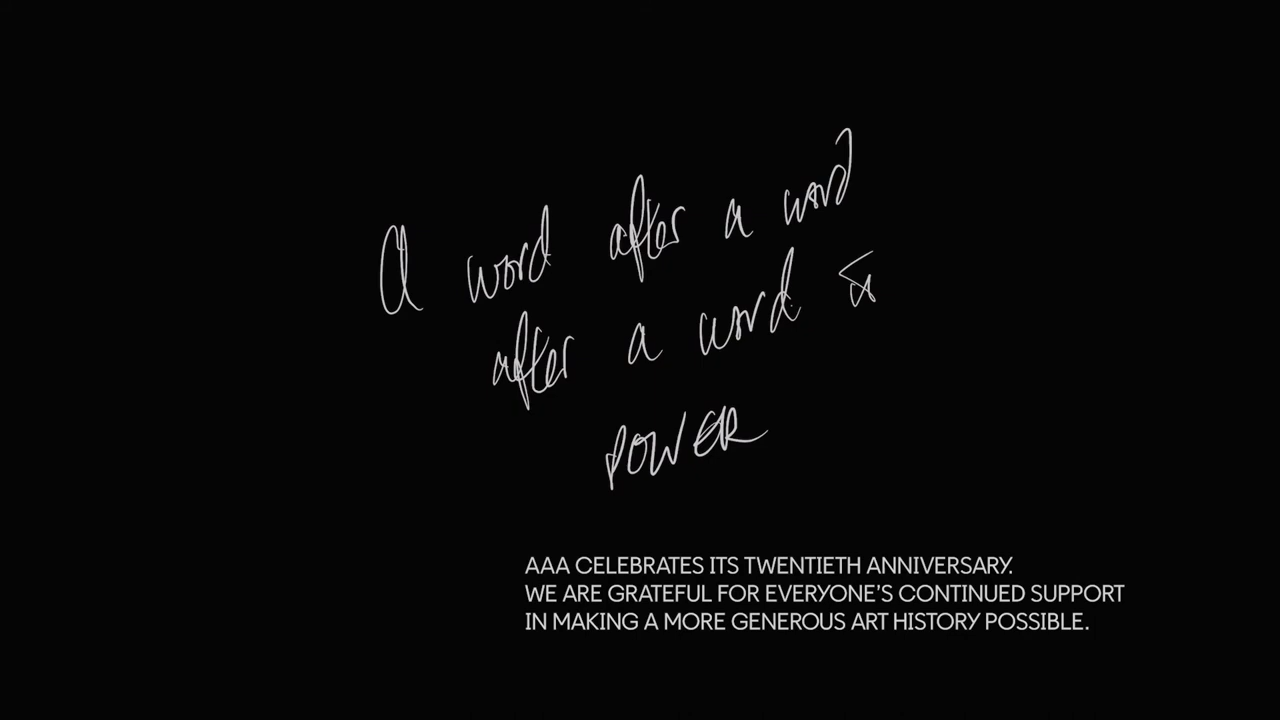 A word after a word
after a word is
POWER
AAA CELEBRATES ITS TWENTIETH ANNIVERSARY.
WE ARE GRATEFUL FOR EVERYONE'S CONTINUED SUPPORT
IN MAKING A MORE GENEROUS ART HISTORY POSSIBLE.